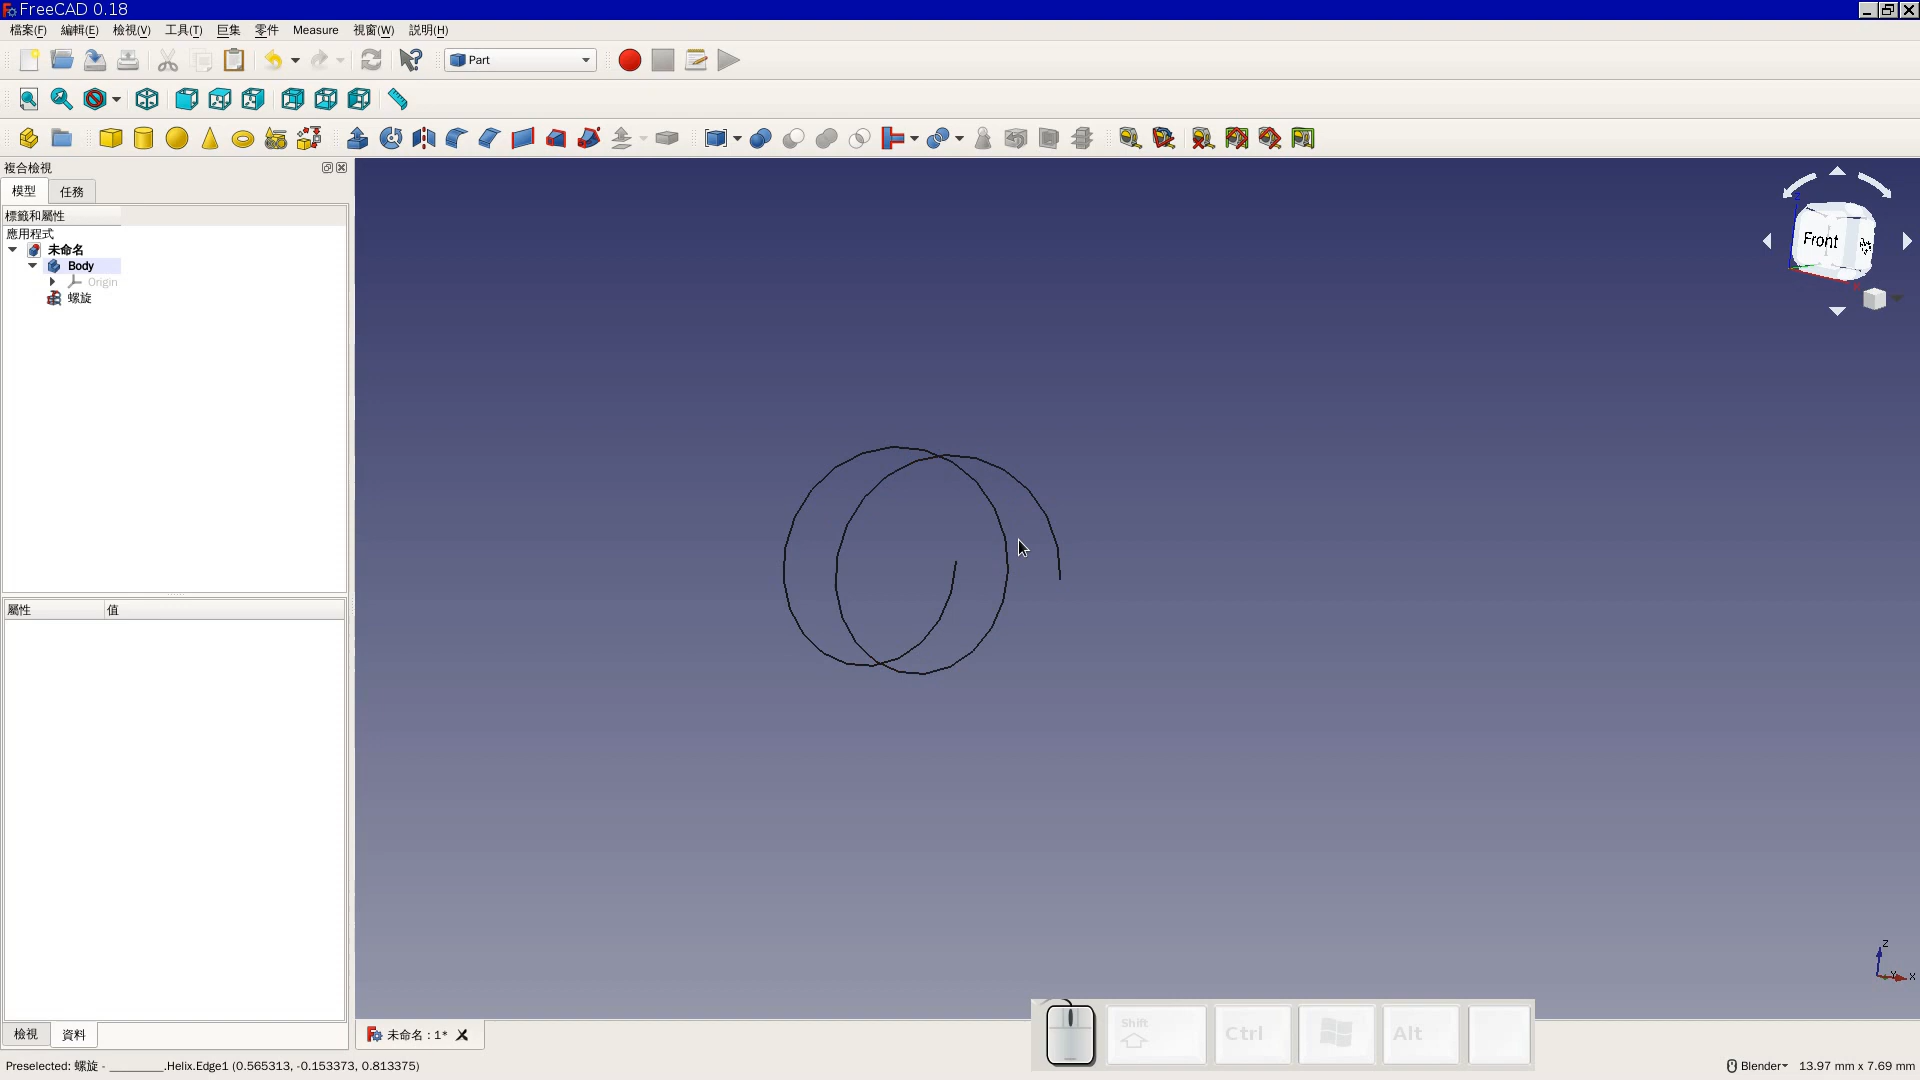 FreeCAD 0.18
檔案(F) 編輯(E) 檢視(V) 工具(T) 巨集 零件 Measure 視窗(W) 說明(H)
Part
複合檢視
模型 任務
標籤和屬性
應用程式
未命名
Body
Origin
螺旋
Front
Z
X
屬性 值
Z
Y X
檢視 資料
未命名 : 1*
Shift Ctrl Alt
Preselected: 螺旋 - _________.Helix.Edge1 (0.565313, -0.153373, 0.813375)
Blender 13.97 mm x 7.69 mm